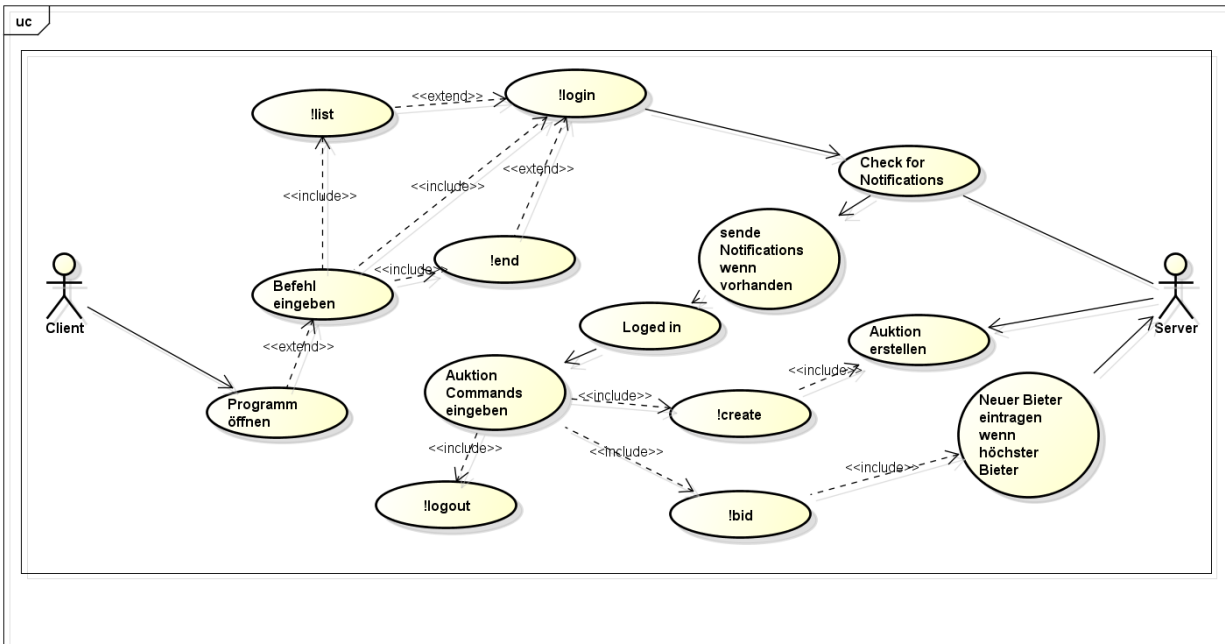 uc
!list
<<extend>>
!login
Check for
Notifications
<<include>>
<<include>>
<<extend>>
sende
Notifications
wenn
vorhanden
!end
<<include>>
Befehl
eingeben
Client
Server
<<extend>>
Loged in
Auktion
erstellen
Programm
öffnen
Auktion
Commands
eingeben
<<include>>
!create
<<include>>
Neuer Bieter
eintragen
wenn
höchster
Bieter
<<include>>
<<include>>
<<include>>
!logout
!bid